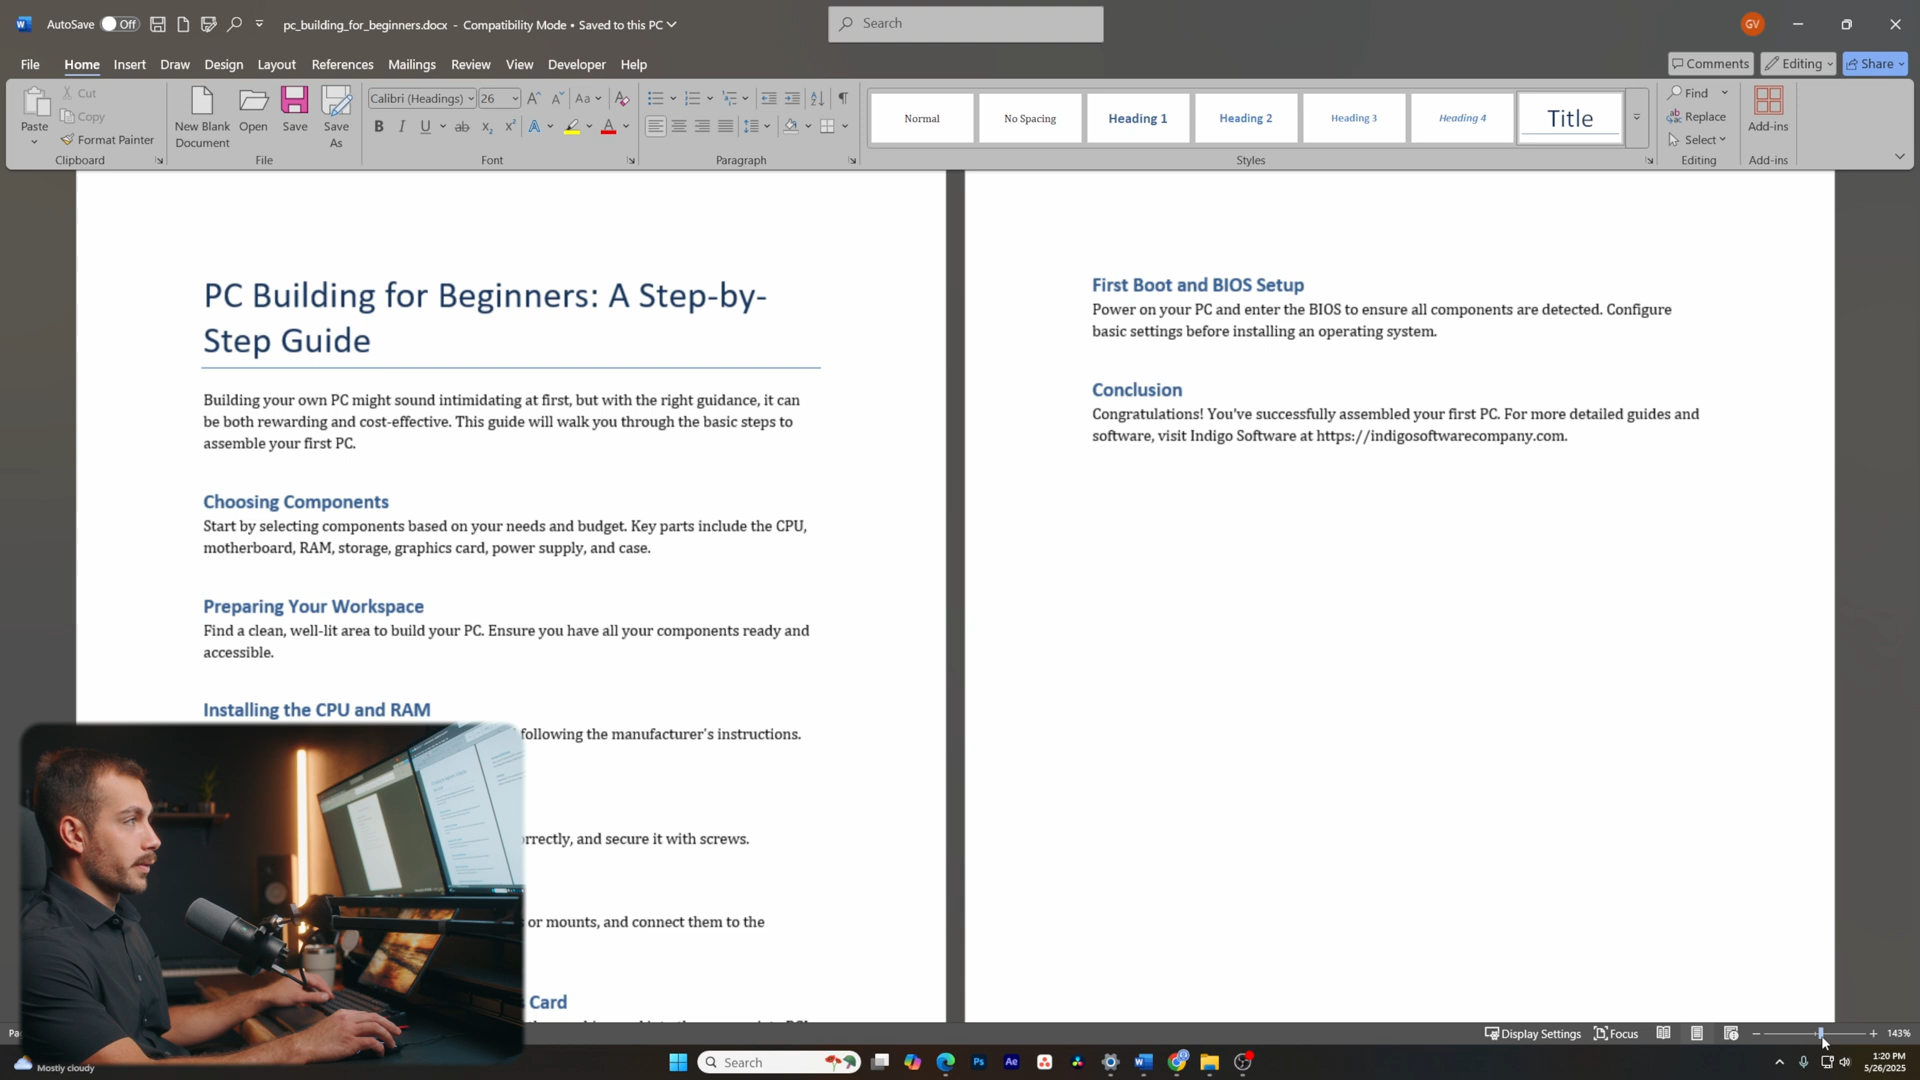 AutoSave Off pc_building_for_beginners.docx - Compatibility Mode • Saved to this PC Search GV
File Home Insert Draw Design Layout References Mailings Review View Developer Help Comments Editing Share
Paste
Cut
Copy
Format Painter
Clipboard
New Blank Document
Open
Save
Save As
File
Calibri (Headings) 26
Font
Paragraph
Normal No Spacing Heading 1 Heading 2 Heading 3 Heading 4 Title
Styles
Find
Replace
Select
Editing
Add-ins
Add-ins
PC Building for Beginners: A Step-by-
Step Guide
Building your own PC might sound intimidating at first, but with the right guidance, it can
be both rewarding and cost-effective. This guide will walk you through the basic steps to
assemble your first PC.
Choosing Components
Start by selecting components based on your needs and budget. Key parts include the CPU,
motherboard, RAM, storage, graphics card, power supply, and case.
Preparing Your Workspace
Find a clean, well-lit area to build your PC. Ensure you have all your components ready and
accessible.
Installing the CPU and RAM
following the manufacturer's instructions.
orrectly, and secure it with screws.
or mounts, and connect them to the
Card
First Boot and BIOS Setup
Power on your PC and enter the BIOS to ensure all components are detected. Configure
basic settings before installing an operating system.
Conclusion
Congratulations! You've successfully assembled your first PC. For more detailed guides and
software, visit Indigo Software at https://indigosoftwarecompany.com.
Display Settings Focus 143%
Mostly cloudy
Search
Ps Ae
1:20 PM
5/26/2025